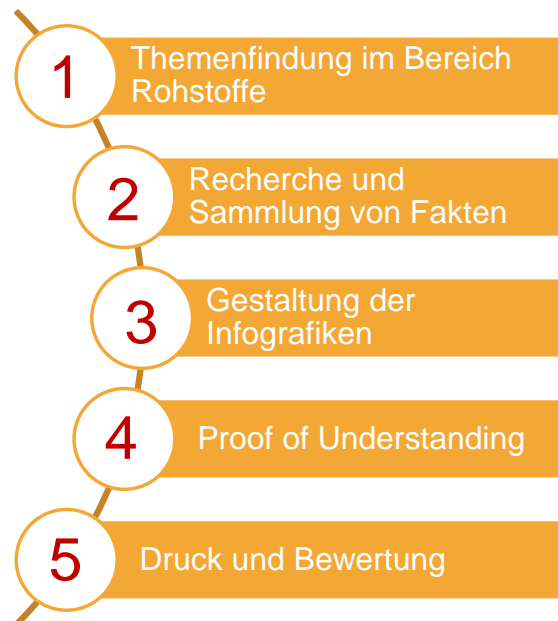 1
Themenfindung im Bereich
Rohstoffe
2
Recherche und
Sammlung von Fakten
3
Gestaltung der
Infografiken
4
Proof of Understanding
5
Druck und Bewertung